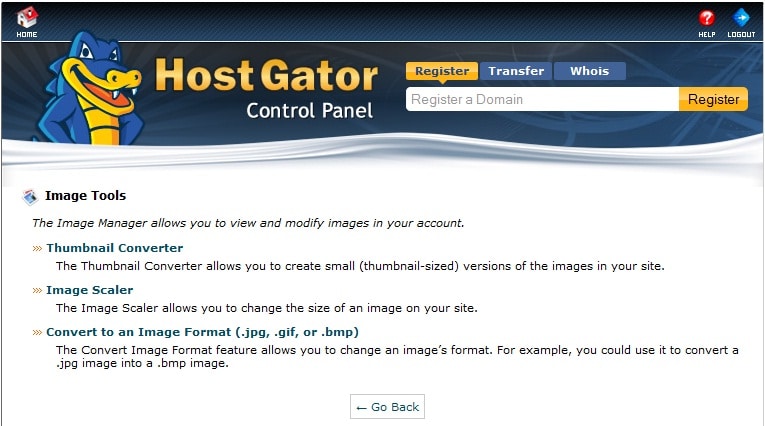 HOME
HELP LOGOUT
HostGator
Control Panel
Register Transfer Whois
Register a Domain Register
Image Tools
The Image Manager allows you to view and modify images in your account.
››› Thumbnail Converter
The Thumbnail Converter allows you to create small (thumbnail-sized) versions of the images in your site.
››› Image Scaler
The Image Scaler allows you to change the size of an image on your site.
››› Convert to an Image Format (.jpg, .gif, or .bmp)
The Convert Image Format feature allows you to change an image’s format. For example, you could use it to convert a
.jpg image into a .bmp image.
← Go Back